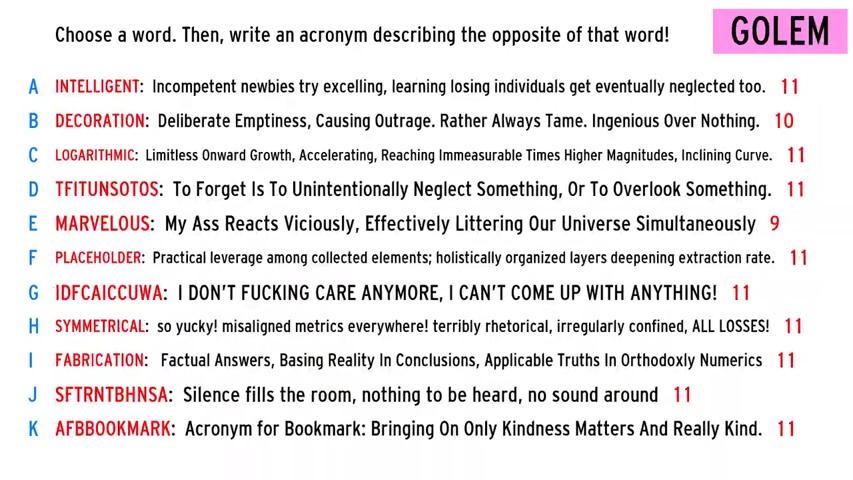 Choose a word. Then, write an acronym describing the opposite of that word!
GOLEM
A INTELLIGENT: Incompetent newbies try excelling, learning losing individuals get eventually neglected too. 11
B DECORATION: Deliberate Emptiness, Causing Outrage. Rather Always Tame. Ingenious Over Nothing. 10
C LOGARITHMIC: Limitless Onward Growth, Accelerating, Reaching Immeasurable Times Higher Magnitudes, Inclining Curve. 11
D TFITUNSOTOS: To Forget Is To Unintentionally Neglect Something, Or To Overlook Something. 11
E MARVELOUS: My Ass Reacts Viciously, Effectively Littering Our Universe Simultaneously 9
F PLACEHOLDER: Practical leverage among collected elements; holistically organized layers deepening extraction rate. 11
G IDFCAICCUWA: I DON'T FUCKING CARE ANYMORE, I CAN'T COME UP WITH ANYTHING! 11
H SYMMETRICAL: so yucky! misaligned metrics everywhere! terribly rhetorical, irregularly confined, ALL LOSSES! 11
I FABRICATION: Factual Answers, Basing Reality In Conclusions, Applicable Truths In Orthodoxly Numerics 11
J SFTRNTBHNSA: Silence fills the room, nothing to be heard, no sound around 11
K AFBBOOKMARK: Acronym for Bookmark: Bringing On Only Kindness Matters And Really Kind. 11